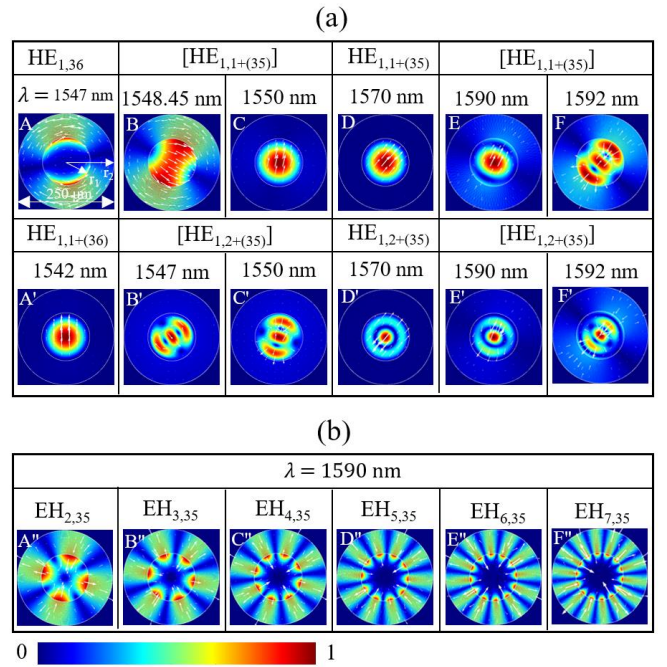 (a)
HE1,36 [HE1,1+(35)] HE1,1+(35) [HE1,1+(35)]
λ = 1547 nm 1548.45 nm 1550 nm 1570 nm 1590 nm 1592 nm
A B C D E F
r1 r2
250 μm
HE1,1+(36) [HE1,2+(35)] HE1,2+(35) [HE1,2+(35)]
1542 nm 1547 nm 1550 nm 1570 nm 1590 nm 1592 nm
A' B' C' D' E' F'
(b)
λ = 1590 nm
EH2,35 EH3,35 EH4,35 EH5,35 EH6,35 EH7,35
A" B" C" D" E" F"
0 1